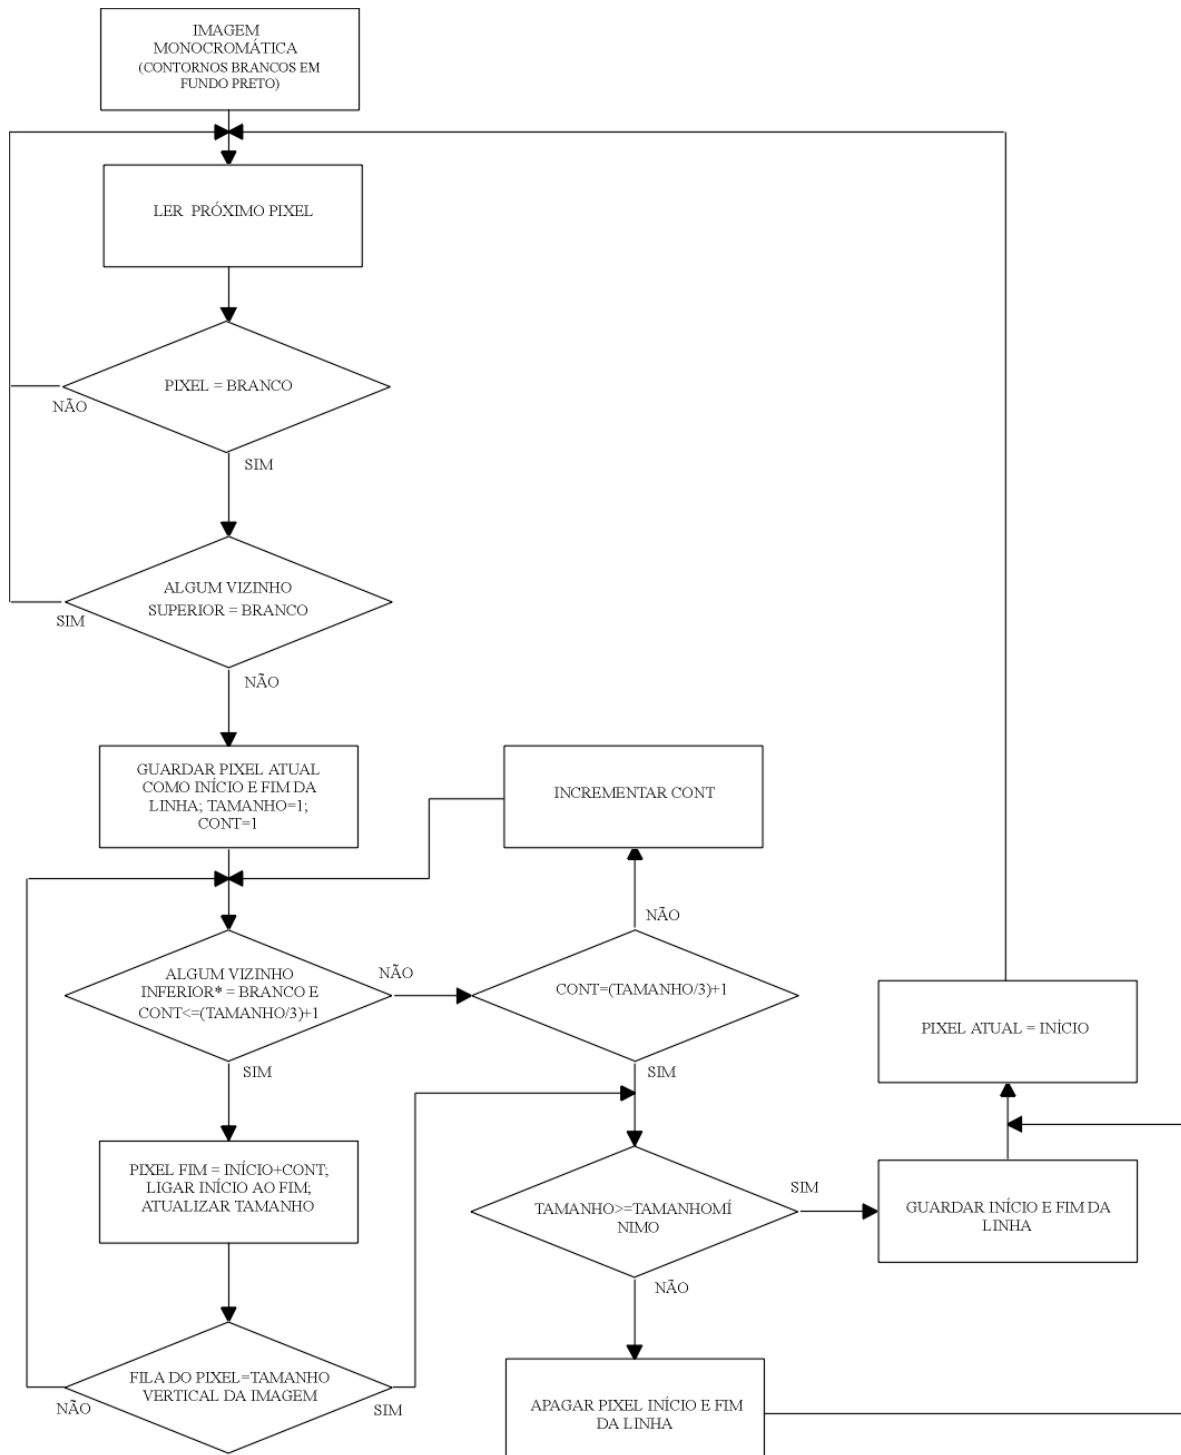 IMAGEM
MONOCROMÁTICA
(CONTORNOS BRANCOS EM
FUNDO PRETO)
LER PRÓXIMO PIXEL
PIXEL = BRANCO
NÃO
SIM
ALGUM VIZINHO
SUPERIOR = BRANCO
SIM
NÃO
GUARDAR PIXEL ATUAL
COMO INÍCIO E FIM DA
LINHA; TAMANHO=1;
CONT=1
INCREMENTAR CONT
NÃO
ALGUM VIZINHO
INFERIOR* = BRANCO E
CONT<=(TAMANHO/3)+1
NÃO
CONT=(TAMANHO/3)+1
PIXEL ATUAL = INÍCIO
SIM
SIM
PIXEL FIM = INÍCIO+CONT;
LIGAR INÍCIO AO FIM;
ATUALIZAR TAMANHO
TAMANHO>=TAMANHOMÍ
NIMO
SIM
GUARDAR INÍCIO E FIM DA
LINHA
NÃO
FILA DO PIXEL=TAMANHO
VERTICAL DA IMAGEM
NÃO
SIM
APAGAR PIXEL INÍCIO E FIM
DA LINHA